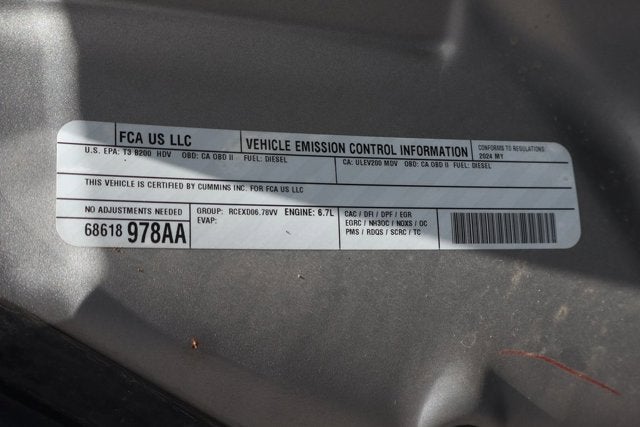 FCA US LLC
VEHICLE EMISSION CONTROL INFORMATION
CONFORMS TO REGULATIONS:
2024 MY
U.S. EPA: T3 B200 HDV OBD: CA OBD II FUEL: DIESEL
CA: ULEV200 MDV OBD: CA OBD II FUEL: DIESEL
THIS VEHICLE IS CERTIFIED BY CUMMINS INC. FOR FCA US LLC
NO ADJUSTMENTS NEEDED
68618 978AA
GROUP: RCEXD06.78VV ENGINE: 6.7L
EVAP:
CAC / DFI / DPF / EGR
EGRC / NH3OC / NOXS / OC
PMS / RDQS / SCRC / TC